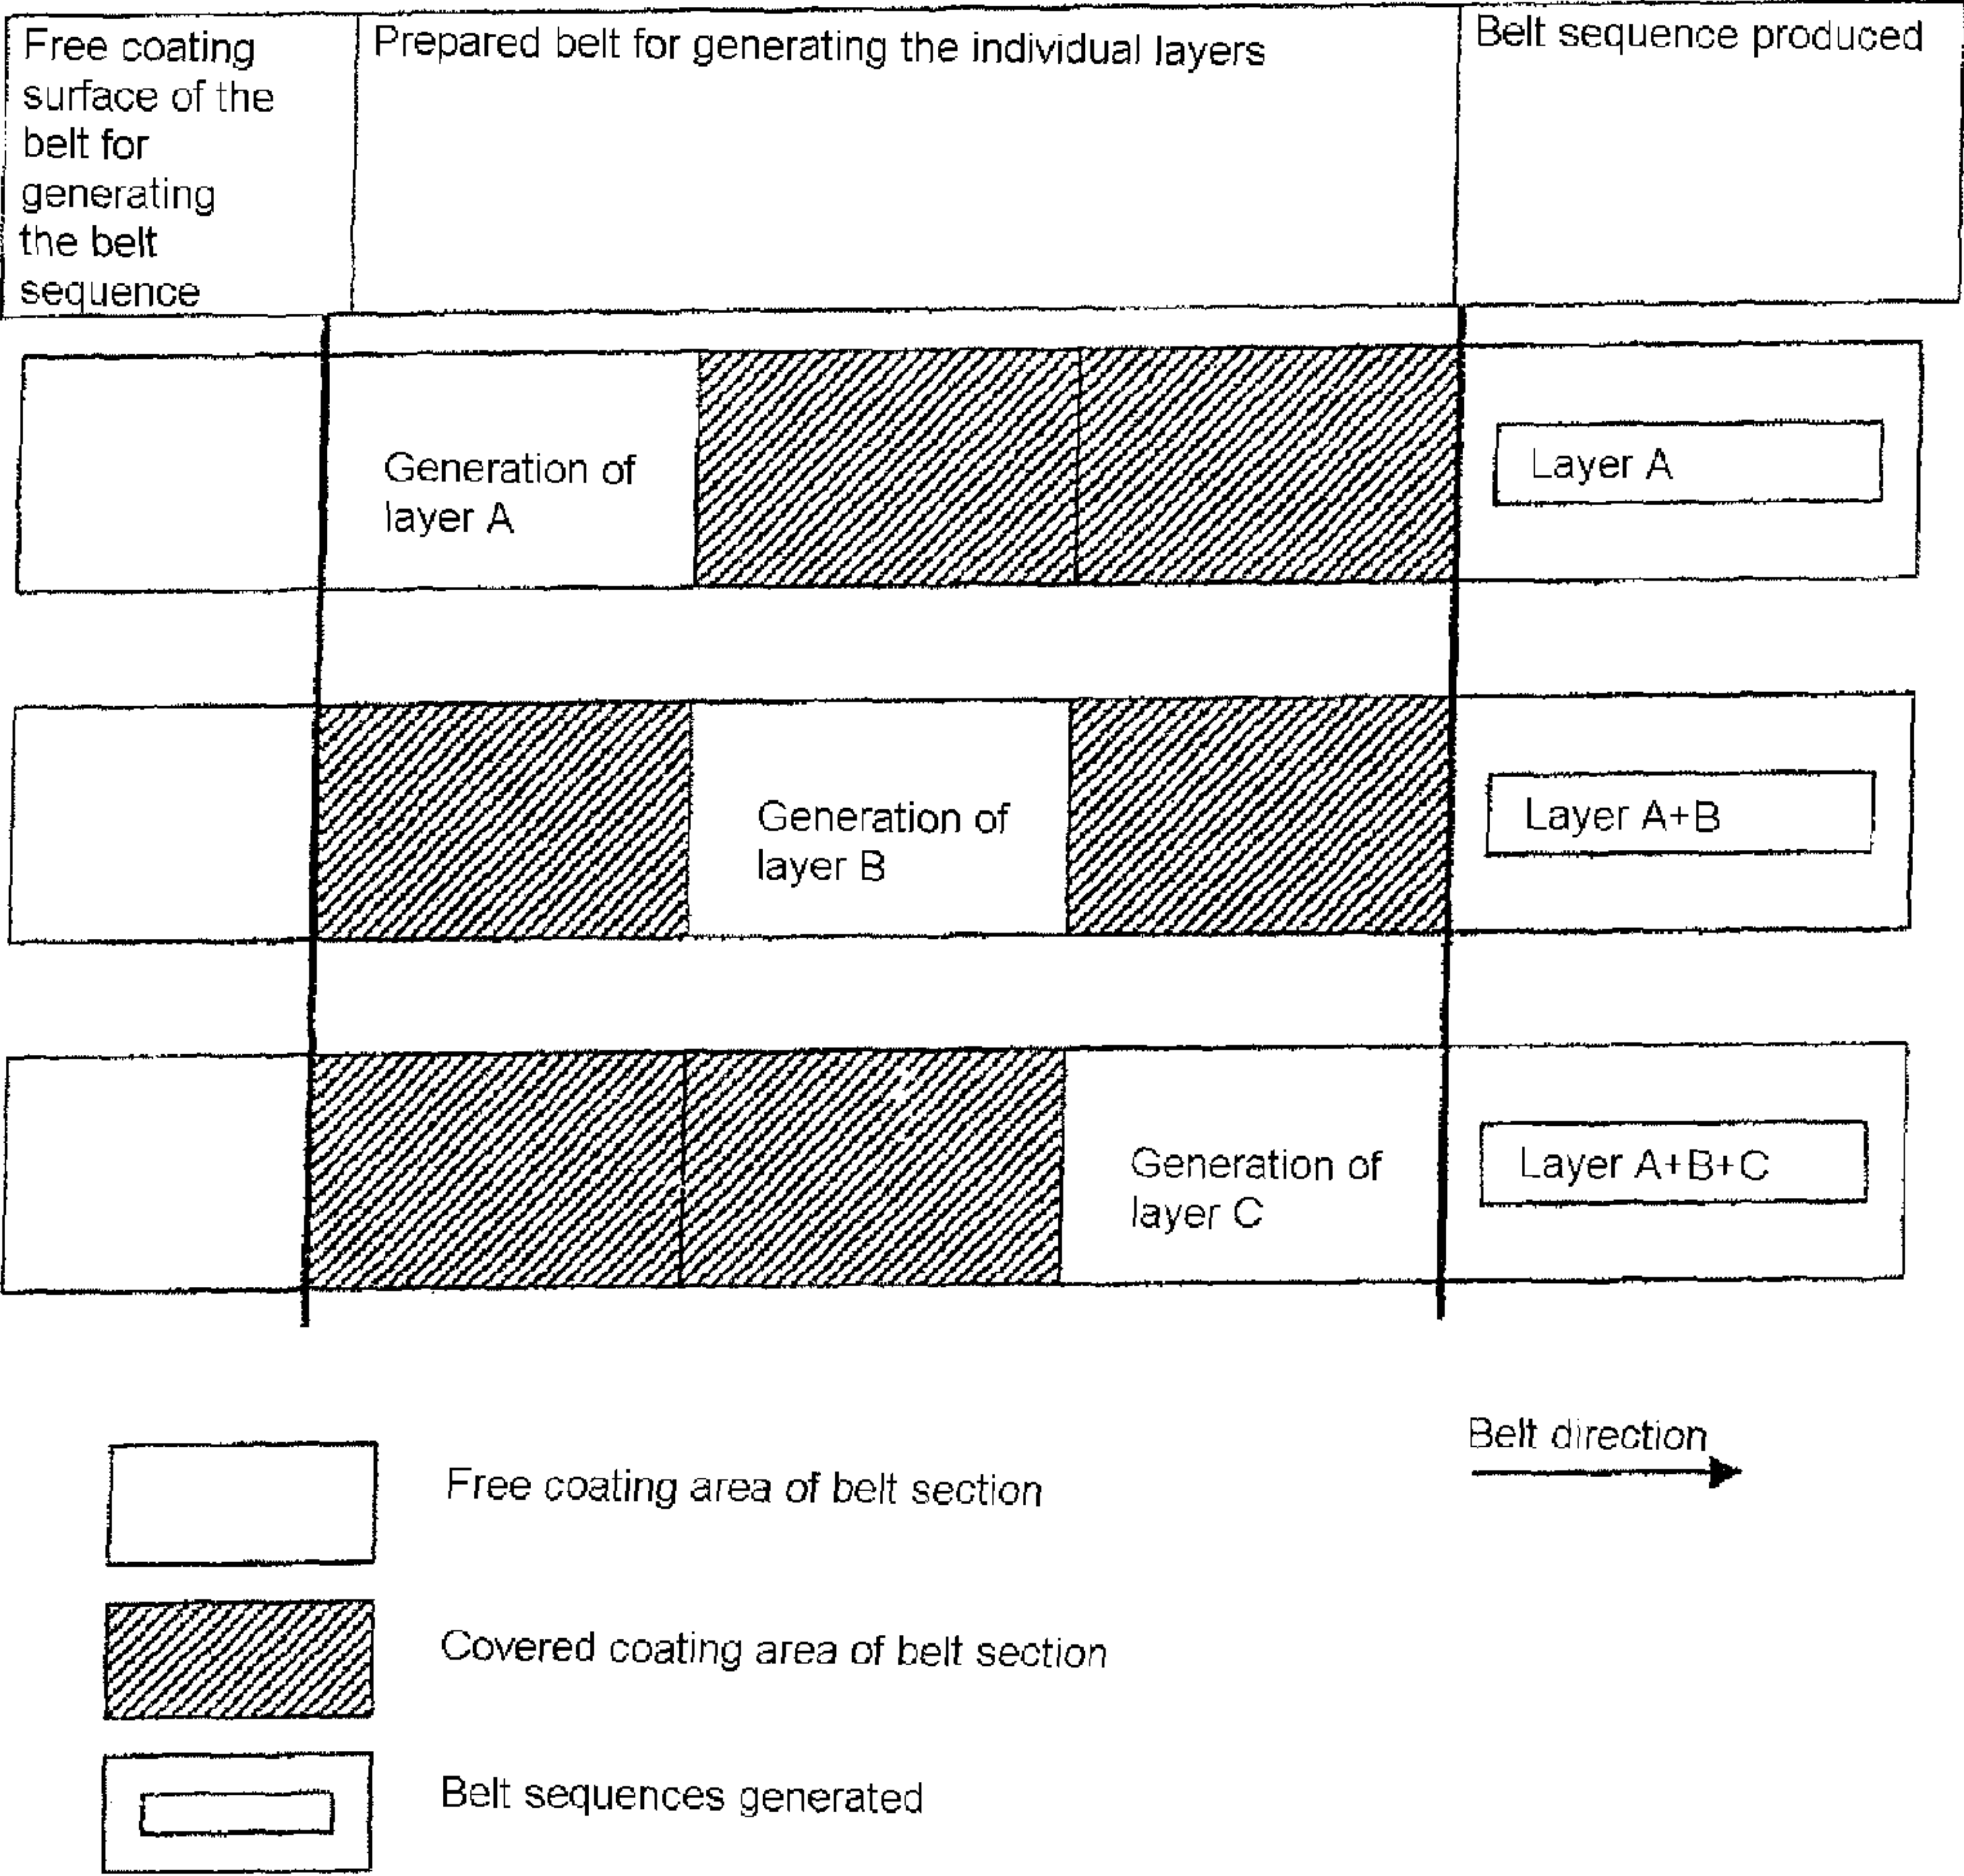 Free coating
surface of the
belt for
generating
the belt
sequence
Prepared belt for generating the individual layers
Belt sequence produced
Generation of
layer A
Layer A
Generation of
layer B
Layer A+B
Generation of
layer C
Layer A+B+C
Belt direction
Free coating area of belt section
Covered coating area of belt section
Belt sequences generated